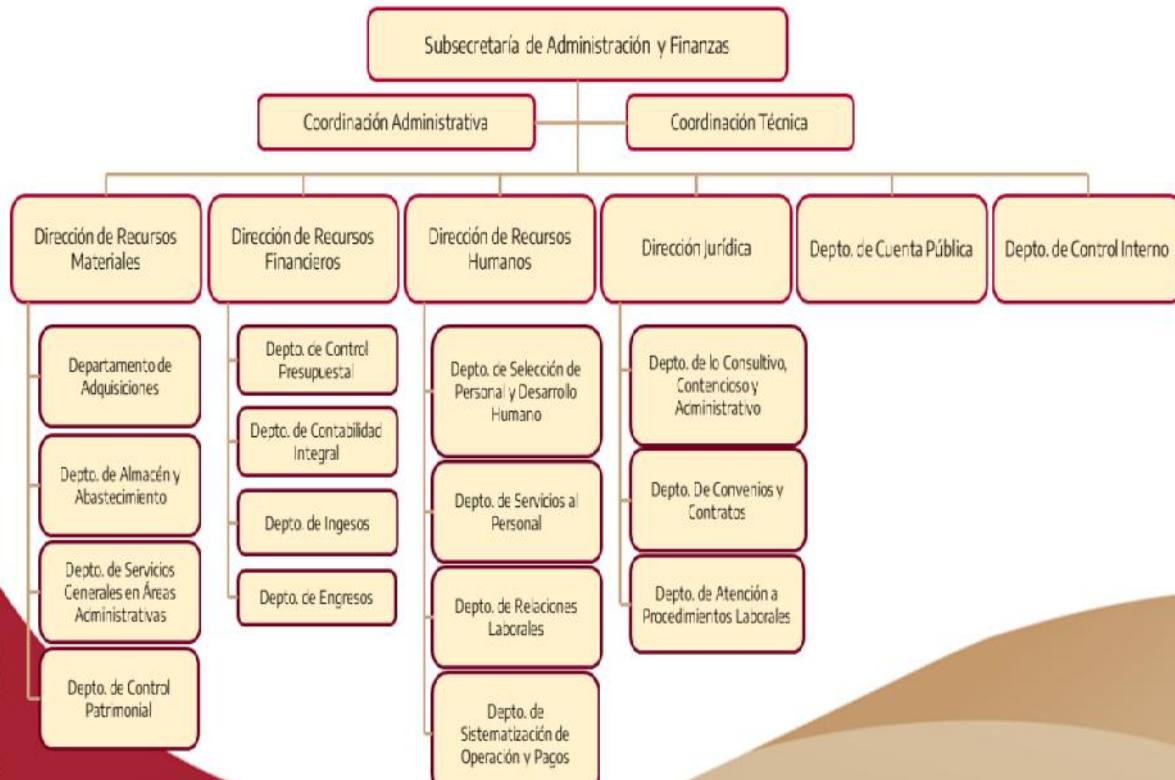 Subsecretaría de Administración y Finanzas
Coordinación Administrativa
Coordinación Técnica
Dirección de Recursos
Materiales
Dirección de Recursos
Financieros
Dirección de Recursos
Humanos
Dirección Jurídica
Depto. de Cuenta Pública
Depto. de Control Interno
Departamento de
Adquisiciones
Depto. de Almacén y
Abastecimiento
Depto. de Servicios
Generales en Áreas
Administrativas
Depto. de Control
Patrimonial
Depto. de Control
Presupuestal
Depto. de Contabilidad
Integral
Depto. de Ingesos
Depto. de Engresos
Depto. de Selección de
Personal y Desarrollo
Humano
Depto. de Servicios al
Personal
Depto. de Relaciones
Laborales
Depto. de
Sistematización de
Operación y Pagos
Depto. de lo Consultivo,
Contencioso y
Administrativo
Depto. De Convenios y
Contratos
Depto. de Atención a
Procedimientos Laborales